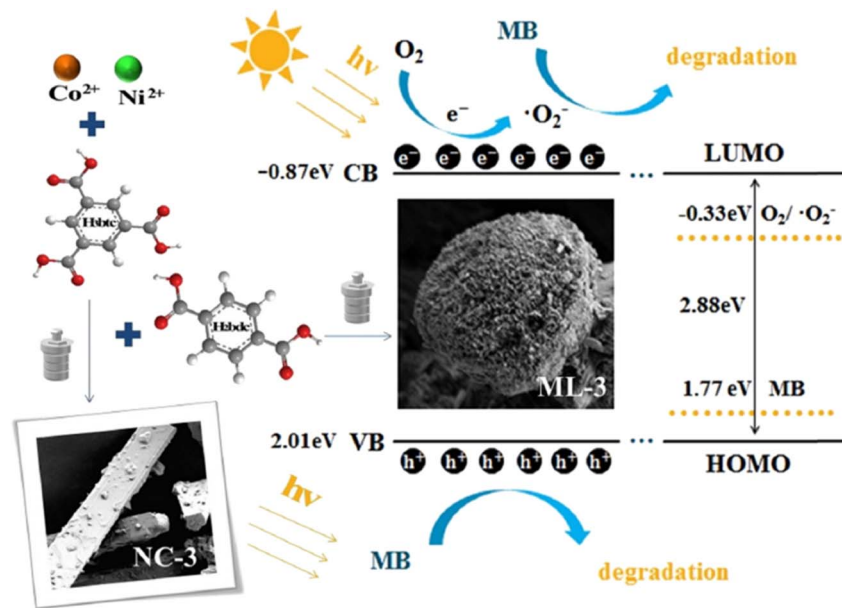 Co²⁺ Ni²⁺
H₃btc
H₂bdc
NC-3
hν
O₂
MB
degradation
e⁻
·O₂⁻
e⁻ e⁻ e⁻ e⁻ e⁻ e⁻
-0.87eV CB
...
LUMO
-0.33eV O₂/ ·O₂⁻
2.88eV
ML-3
1.77 eV MB
2.01eV VB
...
HOMO
h⁺ h⁺ h⁺ h⁺ h⁺ h⁺
hν
MB
degradation